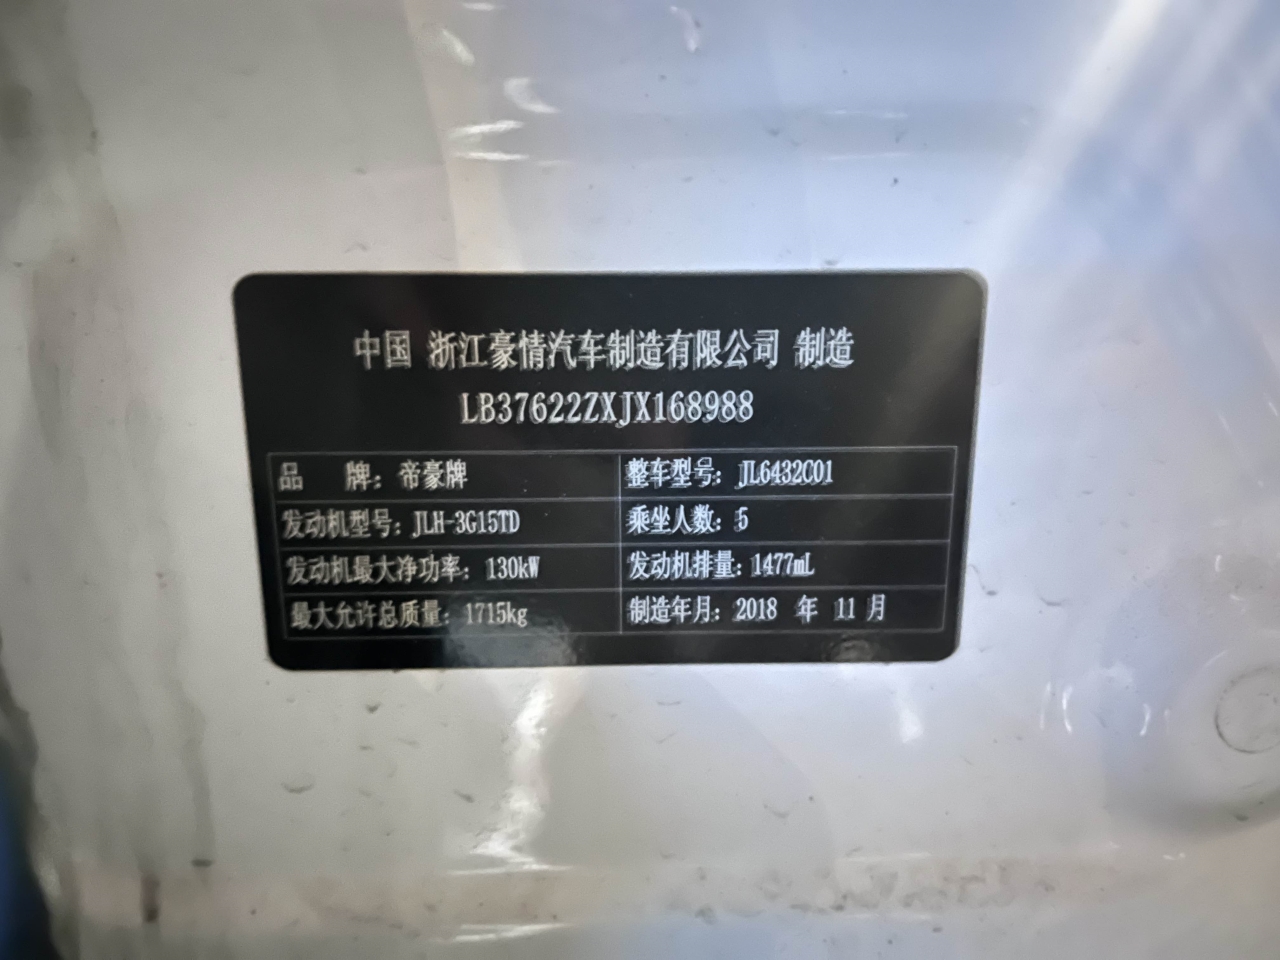 中国 浙江豪情汽车制造有限公司 制造
LB37622ZXJX168988
品 牌：帝豪牌 整车型号：JL6432C01
发动机型号：JLH-3G15TD 乘坐人数：5
发动机最大净功率：130kW 发动机排量：1477mL
最大允许总质量：1715kg 制造年月：2018 年 11 月